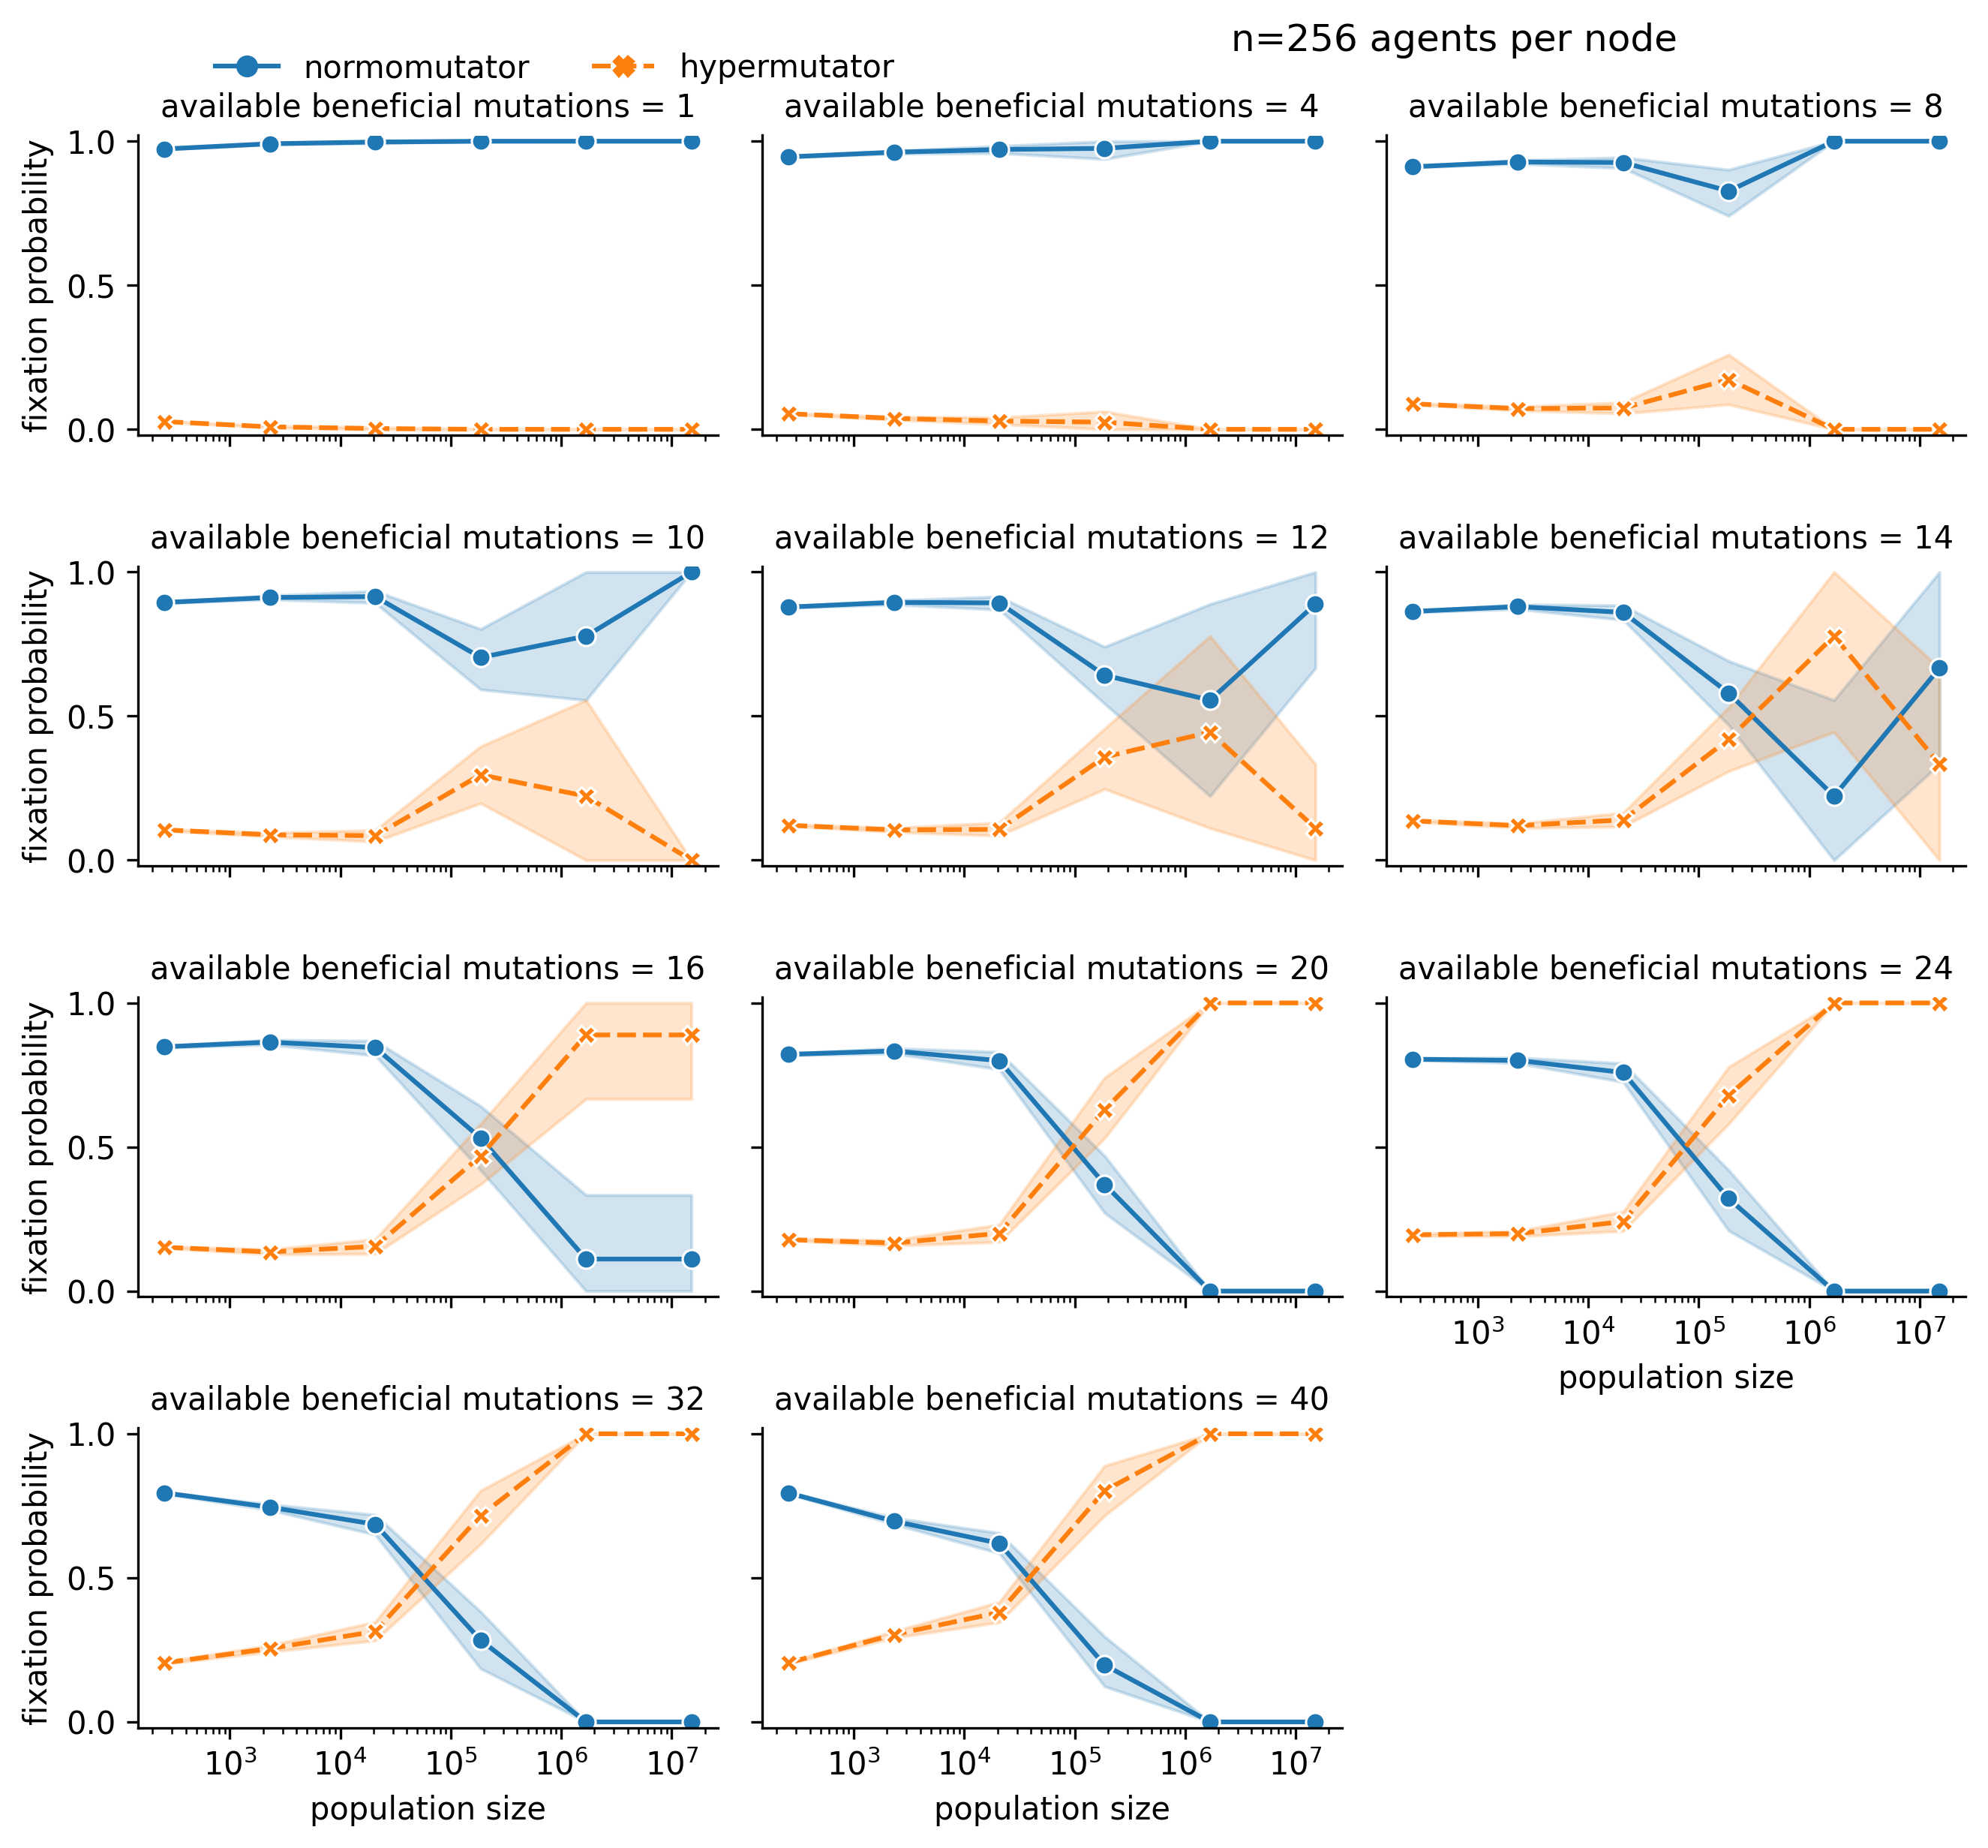 n=256 agents per node
normomutator hypermutator
available beneficial mutations = 1
available beneficial mutations = 4
available beneficial mutations = 8
fixation probability
1.0
0.5
0.0
available beneficial mutations = 10
available beneficial mutations = 12
available beneficial mutations = 14
fixation probability
1.0
0.5
0.0
available beneficial mutations = 16
available beneficial mutations = 20
available beneficial mutations = 24
fixation probability
1.0
0.5
0.0
10³ 10⁴ 10⁵ 10⁶ 10⁷
population size
available beneficial mutations = 32
available beneficial mutations = 40
fixation probability
1.0
0.5
0.0
10³ 10⁴ 10⁵ 10⁶ 10⁷
10³ 10⁴ 10⁵ 10⁶ 10⁷
population size
population size